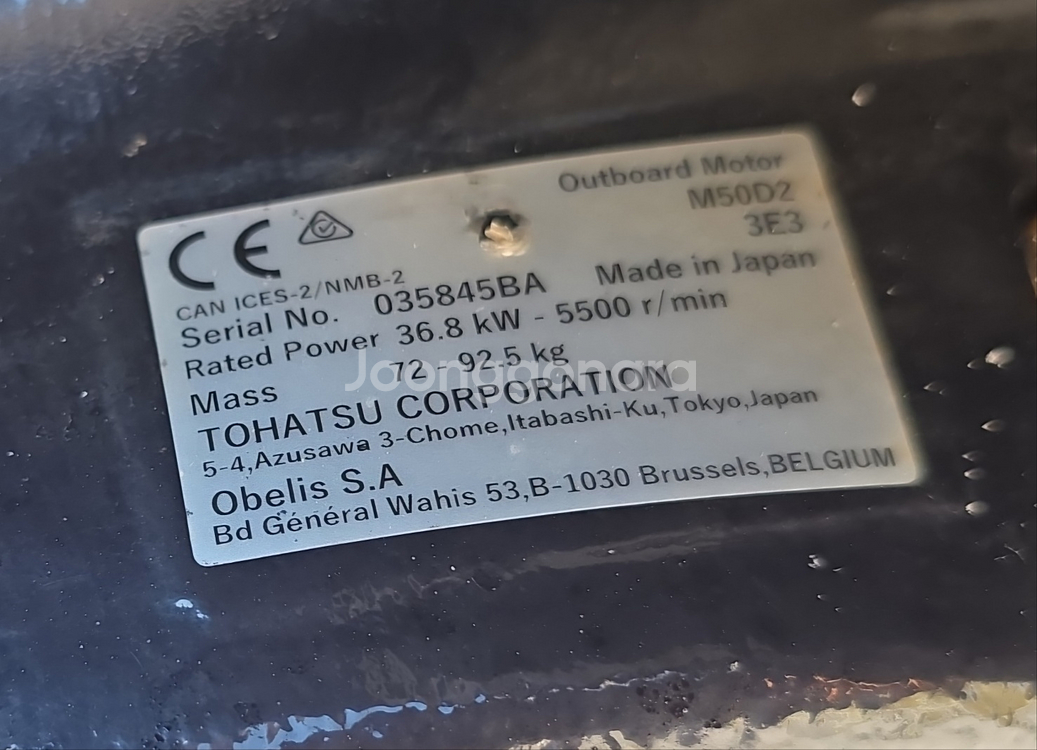 Outboard Motor
M50D2
3E3
CE
CAN ICES-2/NMB-2
Serial No. 035845BA Made in Japan
Rated Power 36.8 kW - 5500 r/min
Mass 72 - 92.5 kg
TOHATSU CORPORATION
5-4,Azusawa 3-Chome,Itabashi-Ku,Tokyo,Japan
Obelis S.A
Bd Général Wahis 53,B-1030 Brussels,BELGIUM
Joonggonara